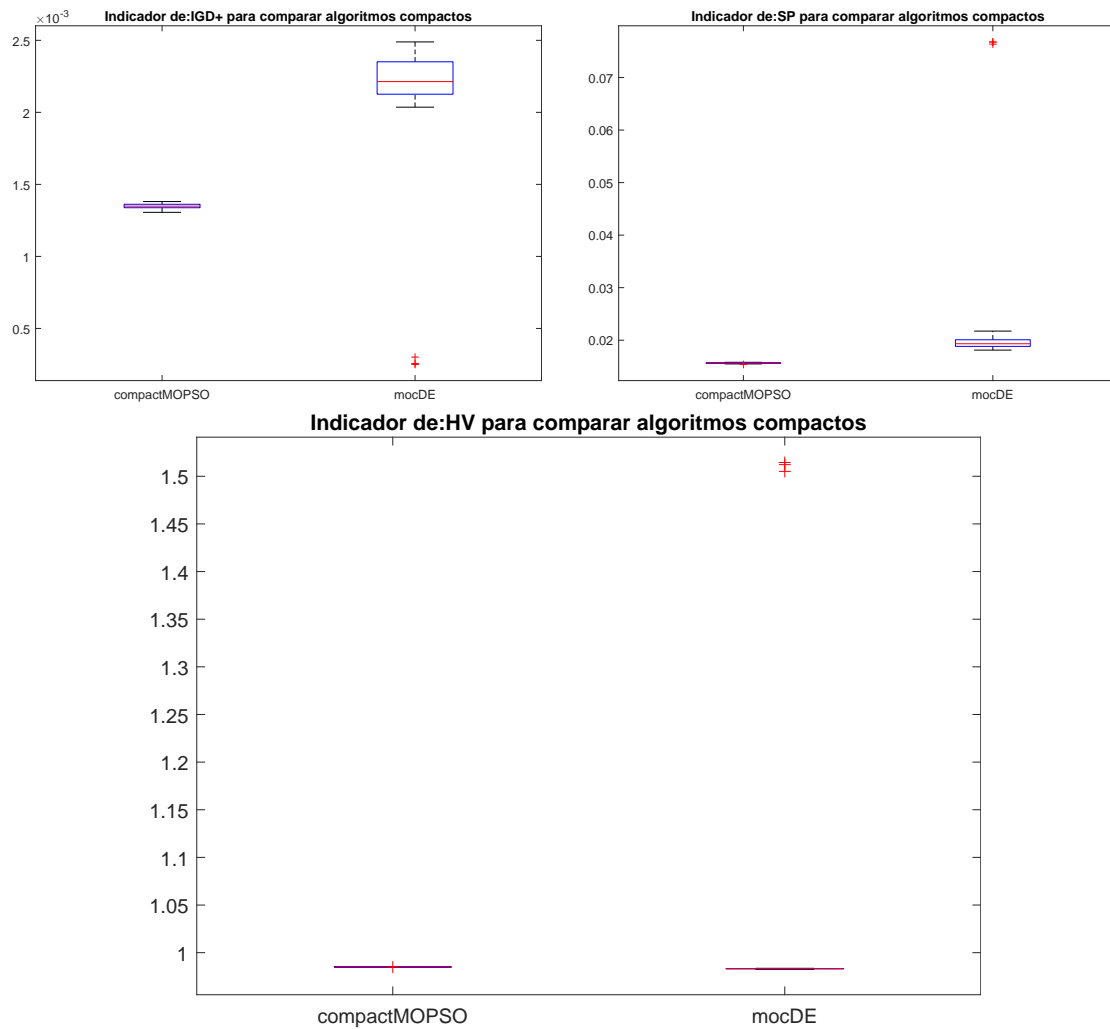 Indicador de:IGD+ para comparar algoritmos compactos
×10-3
2.5
2
1.5
1
0.5
compactMOPSO
mocDE
Indicador de:SP para comparar algoritmos compactos
0.07
0.06
0.05
0.04
0.03
0.02
compactMOPSO
mocDE
Indicador de:HV para comparar algoritmos compactos
1.5
1.45
1.4
1.35
1.3
1.25
1.2
1.15
1.1
1.05
1
compactMOPSO
mocDE